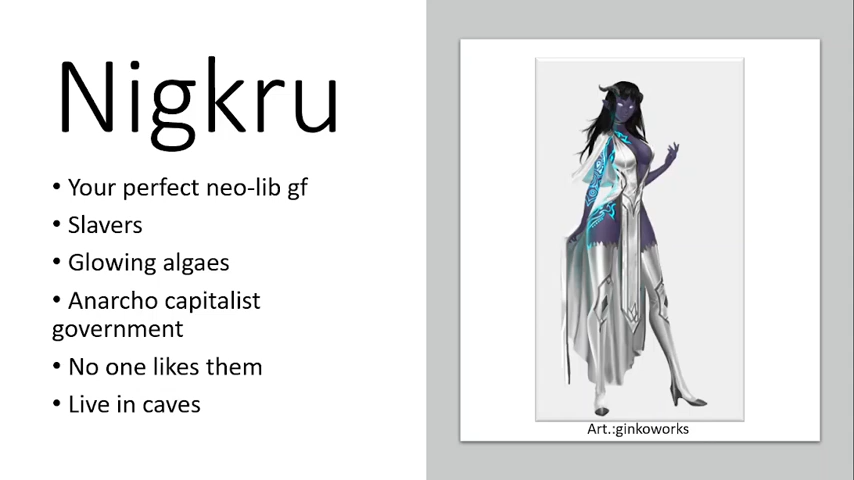 Nigkru
• Your perfect neo-lib gf
• Slavers
• Glowing algaes
• Anarcho capitalist
government
• No one likes them
• Live in caves
Art.:ginkoworks